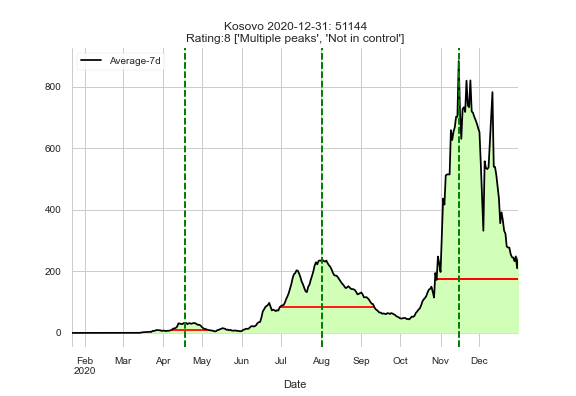 Kosovo 2020-12-31: 51144
Rating:8 ['Multiple peaks', 'Not in control']
Average-7d
800
600
400
200
0
Feb Mar Apr May Jun Jul Aug Sep Oct Nov Dec
2020
Date